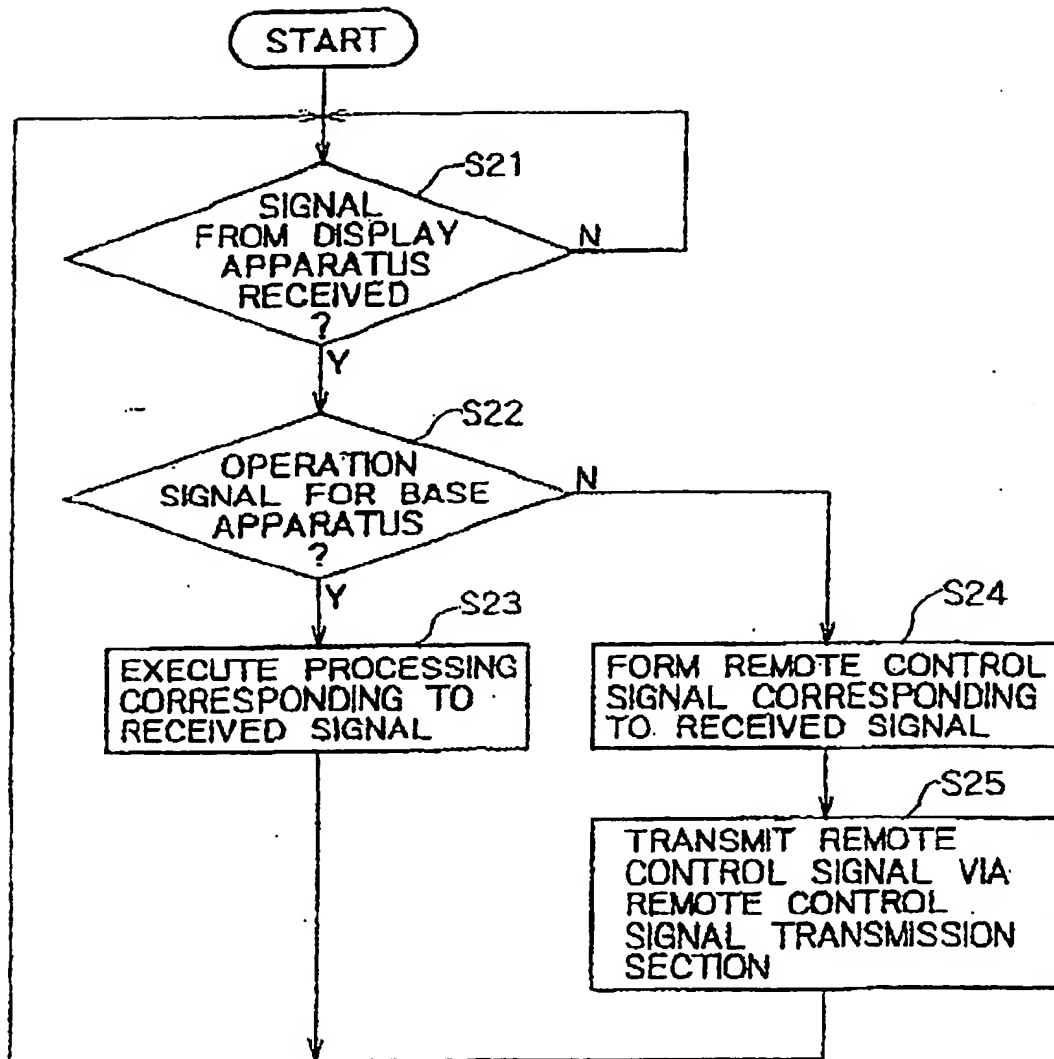 START
S21
SIGNAL
FROM DISPLAY
APPARATUS
RECEIVED
?
N
Y
S22
OPERATION
SIGNAL FOR BASE
APPARATUS
?
N
Y
S23
EXECUTE PROCESSING
CORRESPONDING TO
RECEIVED SIGNAL
S24
FORM REMOTE CONTROL
SIGNAL CORRESPONDING
TO RECEIVED SIGNAL
S25
TRANSMIT REMOTE
CONTROL SIGNAL VIA
REMOTE CONTROL
SIGNAL TRANSMISSION
SECTION